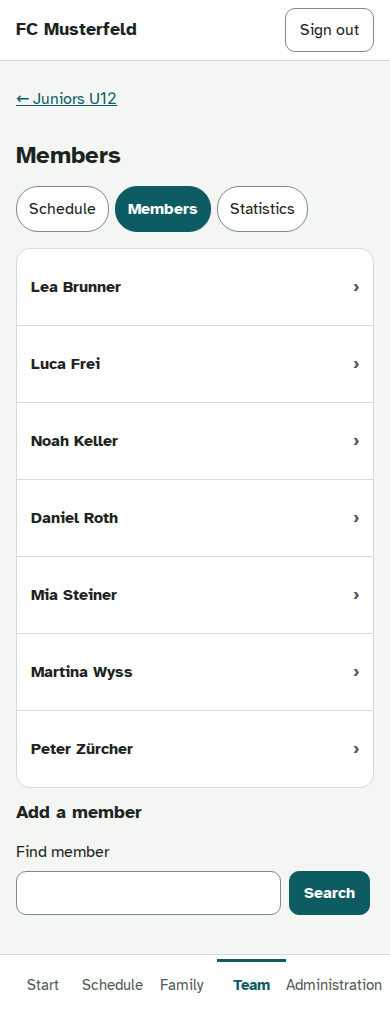 FC Musterfeld
Sign out
← Juniors U12
Members
Schedule Members Statistics
Lea Brunner ›
Luca Frei ›
Noah Keller ›
Daniel Roth ›
Mia Steiner ›
Martina Wyss ›
Peter Zürcher ›
Add a member
Find member
Search
Start Schedule Family Team Administration